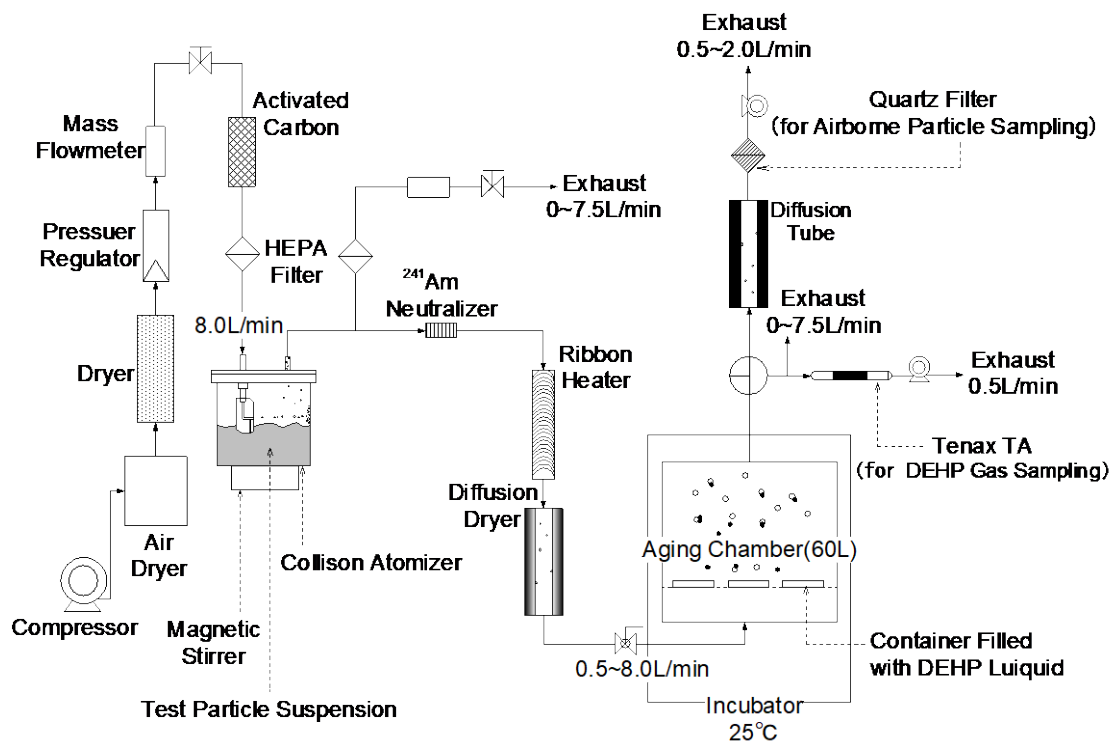 Exhaust
0.5~2.0L/min
Activated
Carbon
Mass
Flowmeter
Quartz Filter
(for Airborne Particle Sampling)
Exhaust
0~7.5L/min
Pressuer
Regulator
HEPA
Filter
Diffusion
Tube
241Am
Neutralizer
Exhaust
0~7.5L/min
8.0L/min
Dryer
Ribbon
Heater
Exhaust
0.5L/min
Tenax TA
(for DEHP Gas Sampling)
Diffusion
Dryer
Air
Dryer
Collison Atomizer
Aging Chamber(60L)
Compressor
Magnetic
Stirrer
Container Filled
with DEHP Luiquid
0.5~8.0L/min
Test Particle Suspension
Incubator
25℃